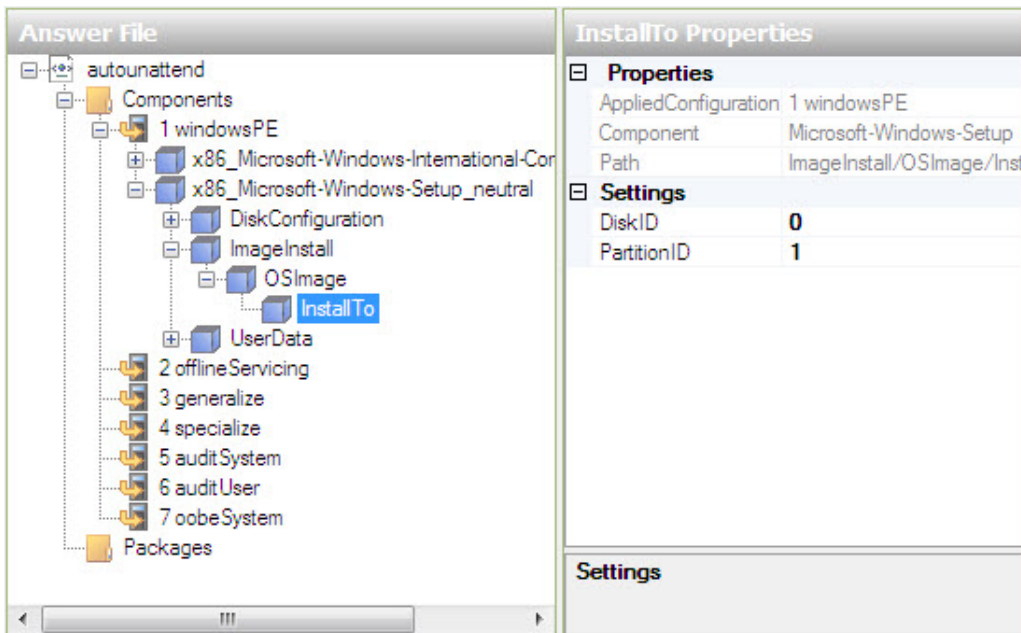 Answer File
autounattend
Components
1 windowsPE
x86_Microsoft-Windows-International-Cor
x86_Microsoft-Windows-Setup_neutral
DiskConfiguration
ImageInstall
OSImage
InstallTo
UserData
2 offlineServicing
3 generalize
4 specialize
5 auditSystem
6 auditUser
7 oobeSystem
Packages
InstallTo Properties
Properties
AppliedConfiguration 1 windowsPE
Component Microsoft-Windows-Setup
Path ImageInstall/OSImage/Inst
Settings
DiskID 0
PartitionID 1
Settings